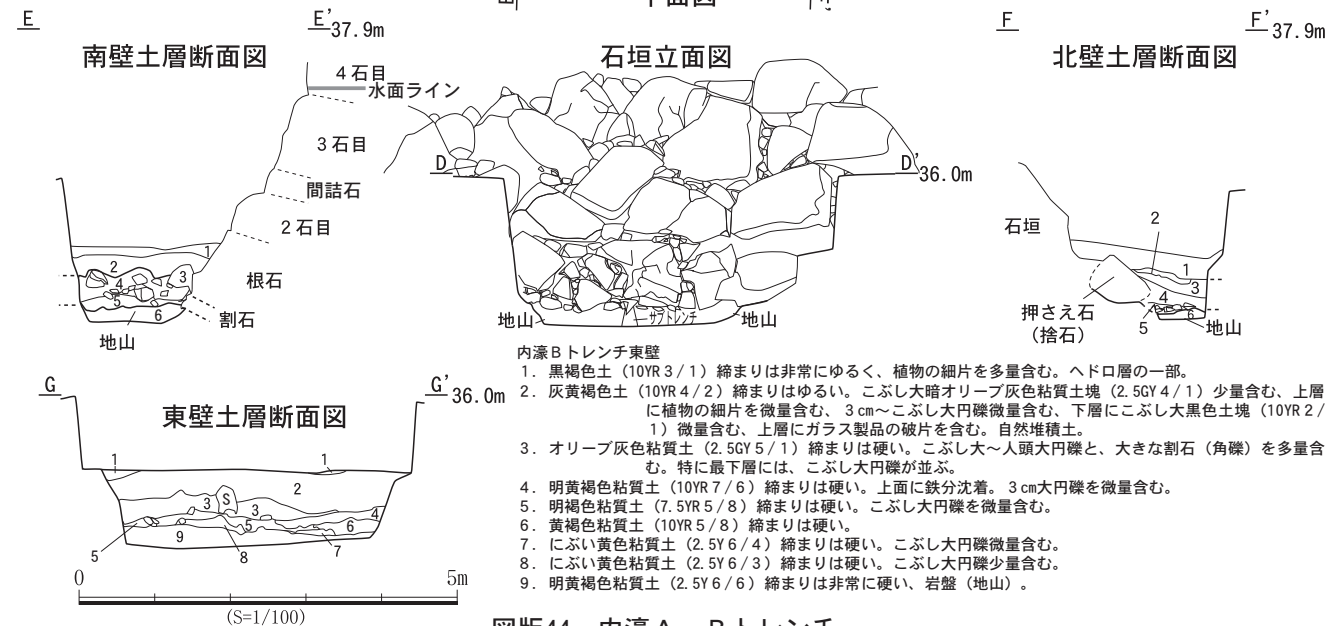 平面図
E
E'
37.9m
南壁土層断面図
4石目
水面ライン
3石目
間詰石
2石目
根石
割石
地山
1
2
3
4
5
6
石垣立面図
D
D'
36.0m
地山
サブトレンチ
地山
F
F'
37.9m
北壁土層断面図
石垣
2
1
3
4
5
6
押さえ石
(捨石)
地山
G
G'
36.0m
東壁土層断面図
1
1
2
3
S
3
4
5
6
9
5
8
7
0
5m
(S=1/100)
内濠Bトレンチ東壁
1. 黒褐色土（10YR3/1）締まりは非常にゆるく、植物の細片を多量含む。ヘドロ層の一部。
2. 灰黄褐色土（10YR4/2）締まりはゆるい。こぶし大暗オリーブ灰色粘質土塊（2.5GY4/1）少量含む、上層
に植物の細片を微量含む、3㎝～こぶし大円礫微量含む、下層にこぶし大黒色土塊（10YR2/
1）微量含む、上層にガラス製品の破片を含む。自然堆積土。
3. オリーブ灰色粘質土（2.5GY5/1）締まりは硬い。こぶし大～人頭大円礫と、大きな割石（角礫）を多量含
む。特に最下層には、こぶし大円礫が並ぶ。
4. 明黄褐色粘質土（10YR7/6）締まりは硬い。上面に鉄分沈着。3㎝大円礫を微量含む。
5. 明褐色粘質土（7.5YR5/8）締まりは硬い。こぶし大円礫を微量含む。
6. 黄褐色粘質土（10YR5/8）締まりは硬い。
7. にぶい黄色粘質土（2.5Y6/4）締まりは硬い。こぶし大円礫微量含む。
8. にぶい黄色粘質土（2.5Y6/3）締まりは硬い。こぶし大円礫少量含む。
9. 明黄褐色粘質土（2.5Y6/6）締まりは非常に硬い、岩盤（地山）。
図版44 内濠A・Bトレンチ